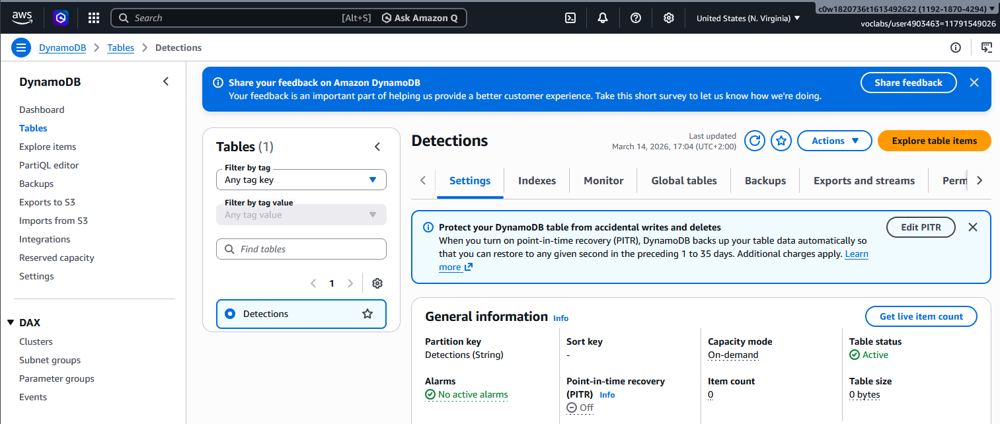 aws
Search [Alt+S] Ask Amazon Q
United States (N. Virginia)
c0w1820736t1613492622 (1192-1870-4294)
voclabs/user4903463=11791549026
DynamoDB
Tables
Detections
DynamoDB
Dashboard
Tables
Explore items
PartiQL editor
Backups
Exports to S3
Imports from S3
Integrations
Reserved capacity
Settings
DAX
Clusters
Subnet groups
Parameter groups
Events
Share your feedback on Amazon DynamoDB
Your feedback is an important part of helping us provide a better customer experience. Take this short survey to let us know how we're doing.
Share feedback
Tables (1)
Filter by tag
Any tag key
Filter by tag value
Any tag value
Find tables
1
Detections
Detections
Last updated
March 14, 2026, 17:04 (UTC+2:00)
Actions
Explore table items
Settings
Indexes
Monitor
Global tables
Backups
Exports and streams
Perm
Protect your DynamoDB table from accidental writes and deletes
When you turn on point-in-time recovery (PITR), DynamoDB backs up your table data automatically so
that you can restore to any given second in the preceding 1 to 35 days. Additional charges apply. Learn
more
Edit PITR
General information Info
Get live item count
Partition key
Detections (String)
Sort key
-
Capacity mode
On-demand
Table status
Active
Alarms
No active alarms
Point-in-time recovery
(PITR) Info
Off
Item count
0
Table size
0 bytes